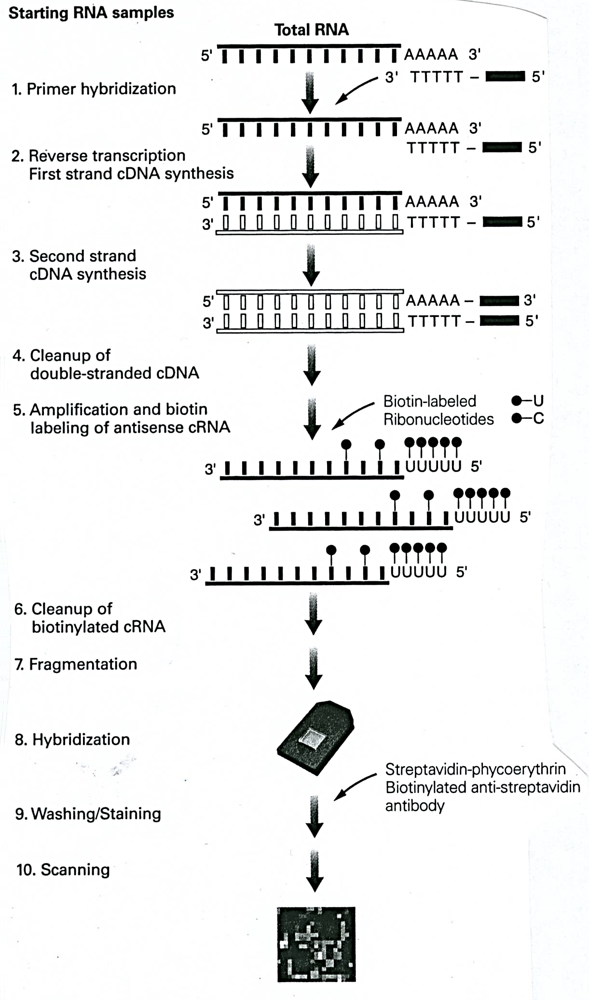 Starting RNA samples
Total RNA
5' AAAAA 3'
3' TTTTT – 5'
1. Primer hybridization
5' AAAAA 3'
TTTTT – 5'
2. Reverse transcription
First strand cDNA synthesis
5' AAAAA 3'
3' TTTTT – 5'
3. Second strand
cDNA synthesis
5' AAAAA – 3'
3' TTTTT – 5'
4. Cleanup of
double-stranded cDNA
5. Amplification and biotin
labeling of antisense cRNA
Biotin-labeled –U
Ribonucleotides –C
3' UUUUU 5'
3' UUUUU 5'
3' UUUUU 5'
6. Cleanup of
biotinylated cRNA
7. Fragmentation
8. Hybridization
Streptavidin-phycoerythrin
Biotinylated anti-streptavidin
antibody
9. Washing/Staining
10. Scanning